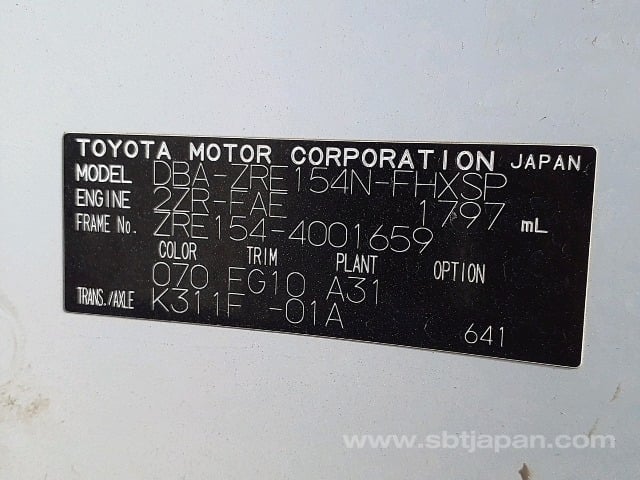 TOYOTA MOTOR CORPORATION JAPAN
MODEL DBA-ZRE154N-FHXSP
ENGINE 2ZR-FAE 1797 mL
FRAME No. ZRE154-4001659
COLOR TRIM PLANT OPTION
070 FG10 A31
TRANS./AXLE K311F -01A
641
www.sbtjapan.com